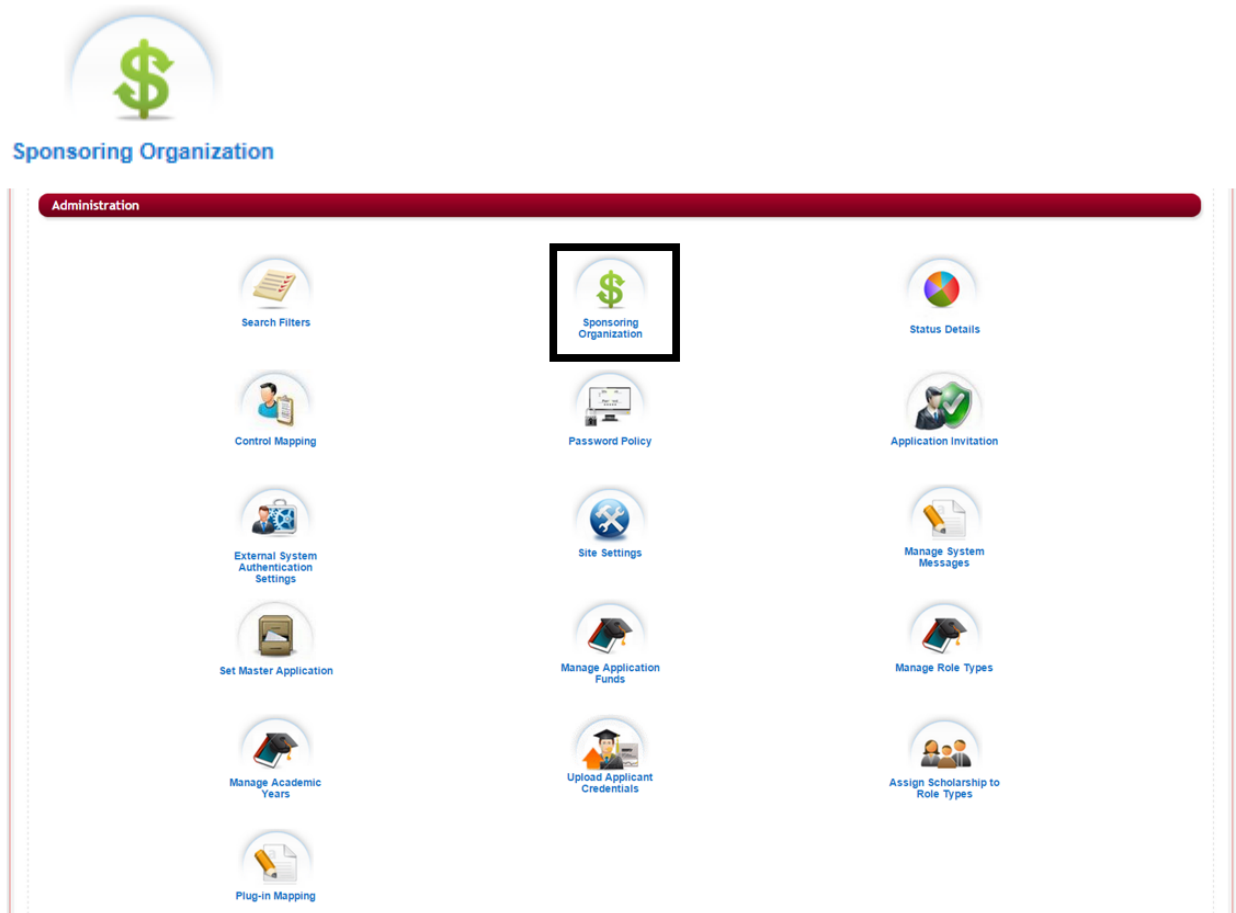 Sponsoring Organization
Administration
Search Filters
Sponsoring
Organization
Status Details
Control Mapping
Password Policy
Application Invitation
External System
Authentication
Settings
Site Settings
Manage System
Messages
Set Master Application
Manage Application
Funds
Manage Role Types
Manage Academic
Years
Upload Applicant
Credentials
Assign Scholarship to
Role Types
Plug-in Mapping